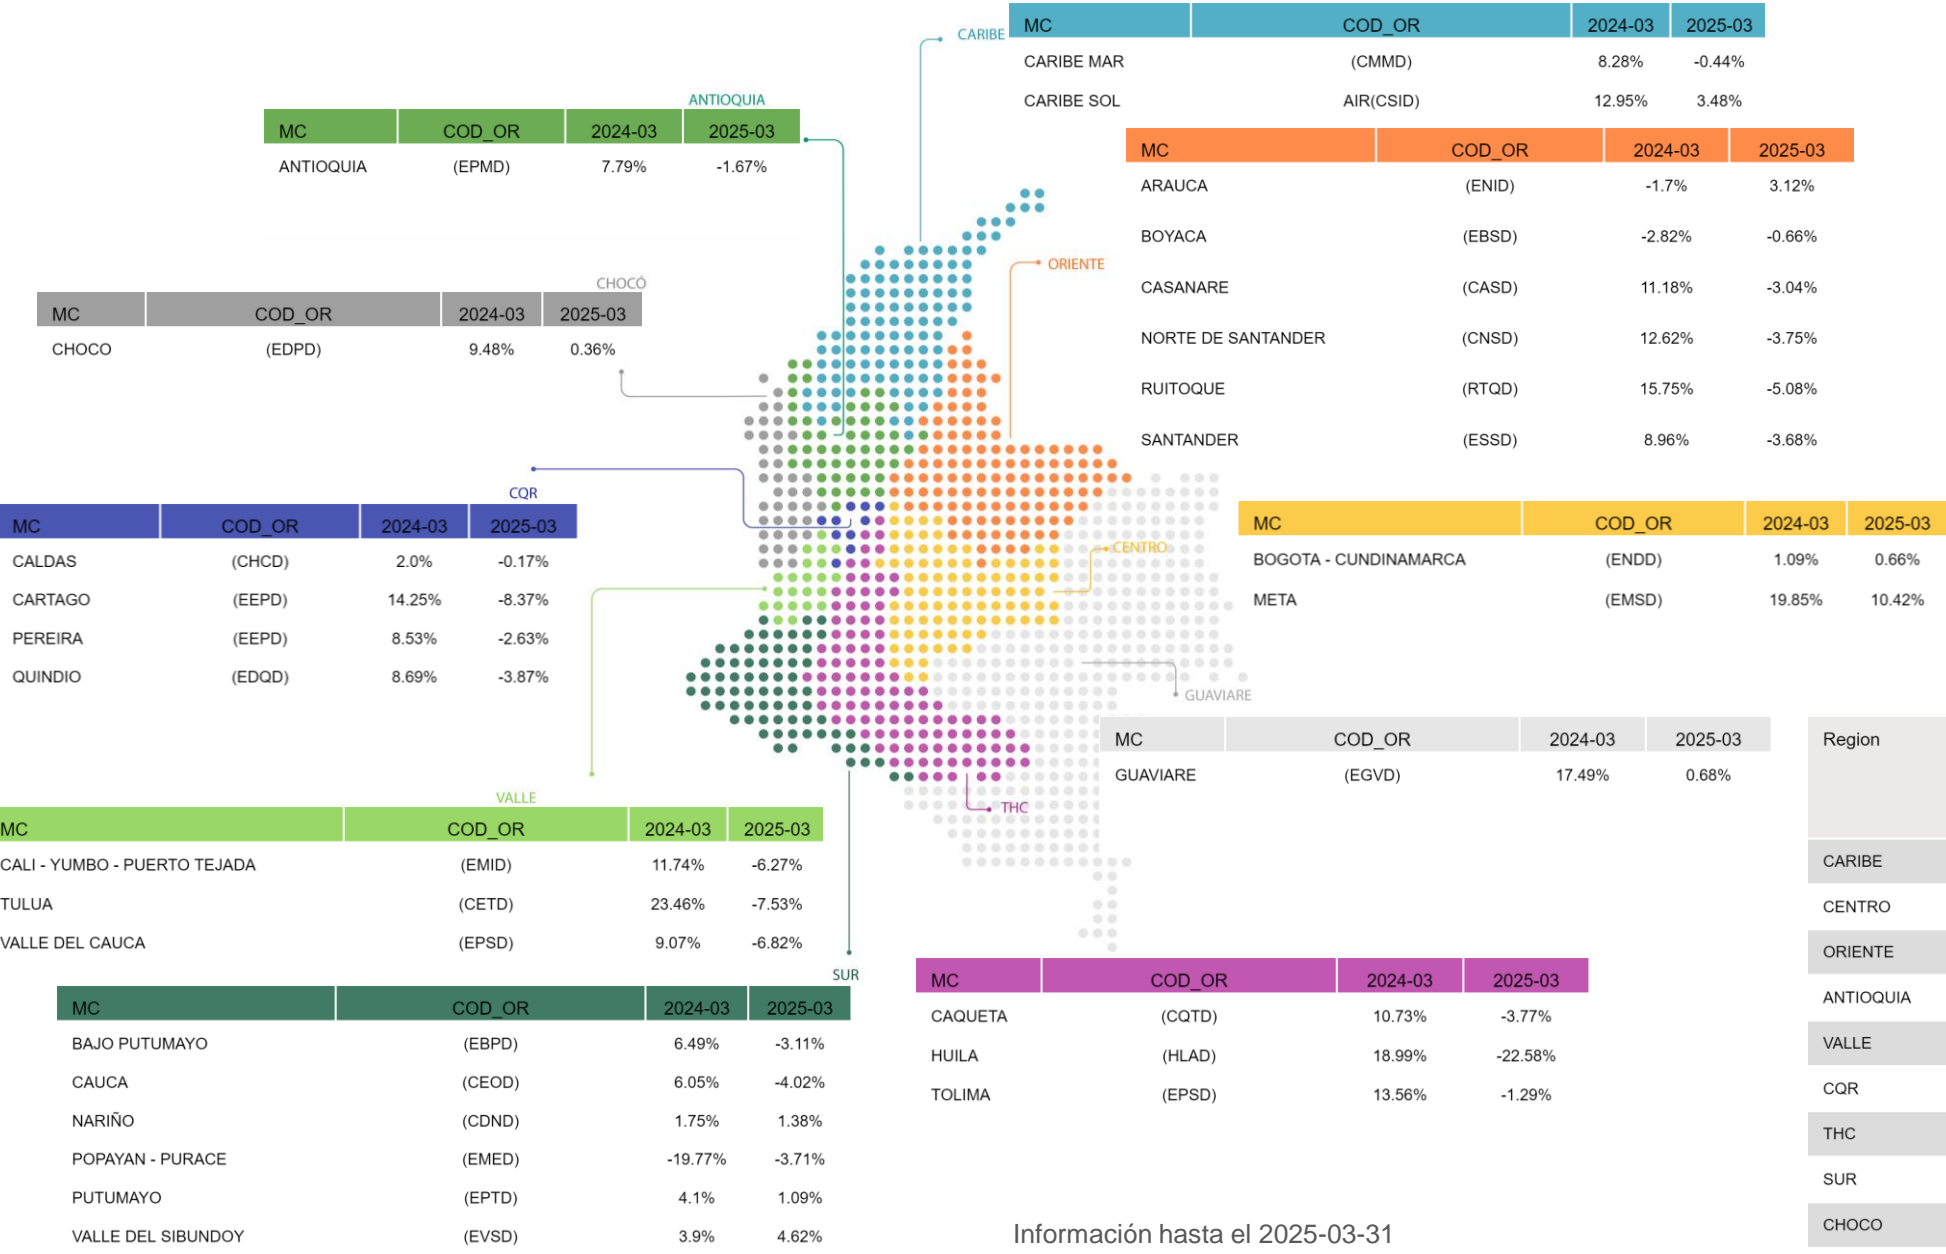 CARIBE
MC COD_OR 2024-03 2025-03
CARIBE MAR (CMMD) 8.28% -0.44%
CARIBE SOL AIR(CSID) 12.95% 3.48%
ANTIOQUIA
MC COD_OR 2024-03 2025-03
ANTIOQUIA (EPMD) 7.79% -1.67%
ORIENTE
MC COD_OR 2024-03 2025-03
ARAUCA (ENID) -1.7% 3.12%
BOYACA (EBSD) -2.82% -0.66%
CASANARE (CASD) 11.18% -3.04%
NORTE DE SANTANDER (CNSD) 12.62% -3.75%
RUITOQUE (RTQD) 15.75% -5.08%
SANTANDER (ESSD) 8.96% -3.68%
CHOCÓ
MC COD_OR 2024-03 2025-03
CHOCO (EDPD) 9.48% 0.36%
CQR
MC COD_OR 2024-03 2025-03
CALDAS (CHCD) 2.0% -0.17%
CARTAGO (EEPD) 14.25% -8.37%
PEREIRA (EEPD) 8.53% -2.63%
QUINDIO (EDQD) 8.69% -3.87%
CENTRO
MC COD_OR 2024-03 2025-03
BOGOTA - CUNDINAMARCA (ENDD) 1.09% 0.66%
META (EMSD) 19.85% 10.42%
GUAVIARE
MC COD_OR 2024-03 2025-03
GUAVIARE (EGVD) 17.49% 0.68%
VALLE
MC COD_OR 2024-03 2025-03
CALI - YUMBO - PUERTO TEJADA (EMID) 11.74% -6.27%
TULUA (CETD) 23.46% -7.53%
VALLE DEL CAUCA (EPSD) 9.07% -6.82%
SUR
MC COD_OR 2024-03 2025-03
BAJO PUTUMAYO (EBPD) 6.49% -3.11%
CAUCA (CEOD) 6.05% -4.02%
NARIÑO (CDND) 1.75% 1.38%
POPAYAN - PURACE (EMED) -19.77% -3.71%
PUTUMAYO (EPTD) 4.1% 1.09%
VALLE DEL SIBUNDOY (EVSD) 3.9% 4.62%
THC
MC COD_OR 2024-03 2025-03
CAQUETA (CQTD) 10.73% -3.77%
HUILA (HLAD) 18.99% -22.58%
TOLIMA (EPSD) 13.56% -1.29%
Region
CARIBE
CENTRO
ORIENTE
ANTIOQUIA
VALLE
CQR
THC
SUR
CHOCO
Información hasta el 2025-03-31